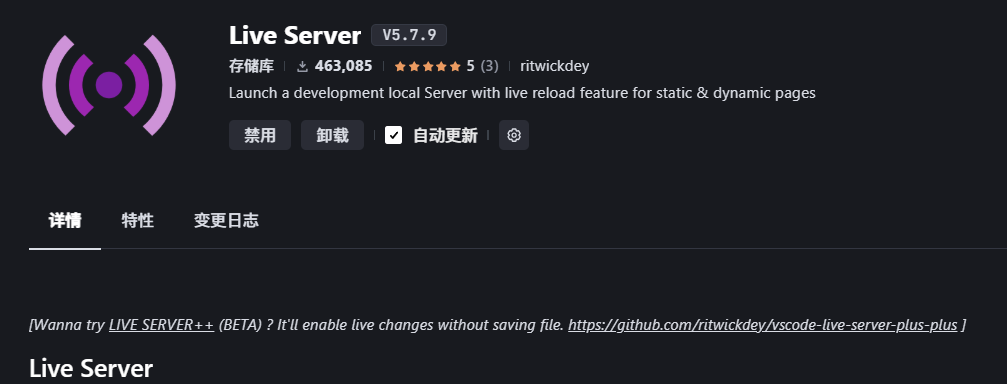 Live Server V5.7.9
存储库 463,085 5 (3) ritwickdey
Launch a development local Server with live reload feature for static & dynamic pages
禁用 卸载 自动更新
详情 特性 变更日志
[Wanna try LIVE SERVER++ (BETA) ? It'll enable live changes without saving file. https://github.com/ritwickdey/vscode-live-server-plus-plus ]
Live Server